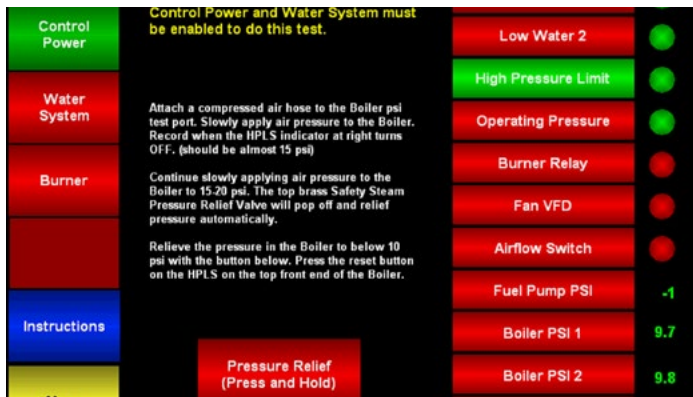 Control
Power
Water
System
Burner
Instructions
Control Power and Water System must
be enabled to do this test.
Attach a compressed air hose to the Boiler psi
test port. Slowly apply air pressure to the Boiler.
Record when the HPLS indicator at right turns
OFF. (should be almost 15 psi)
Continue slowly applying air pressure to the
Boiler to 15-20 psi. The top brass Safety Steam
Pressure Relief Valve will pop off and relief
pressure automatically.
Relieve the pressure in the Boiler to below 10
psi with the button below. Press the reset button
on the HPLS on the top front end of the Boiler.
Pressure Relief
(Press and Hold)
Low Water 2
High Pressure Limit
Operating Pressure
Burner Relay
Fan VFD
Airflow Switch
Fuel Pump PSI -1
Boiler PSI 1 9.7
Boiler PSI 2 9.8